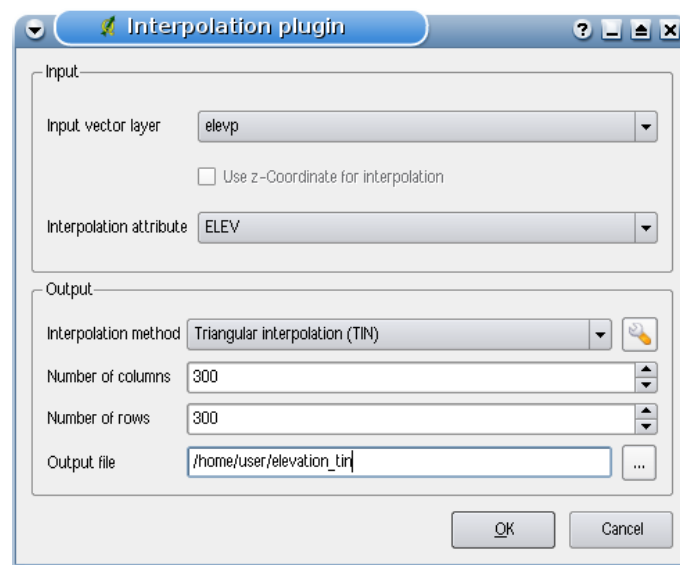 Interpolation plugin
Input
Input vector layer elevp
Use z-Coordinate for interpolation
Interpolation attribute ELEV
Output
Interpolation method Triangular interpolation (TIN)
Number of columns 300
Number of rows 300
Output file /home/user/elevation_tin ...
OK Cancel